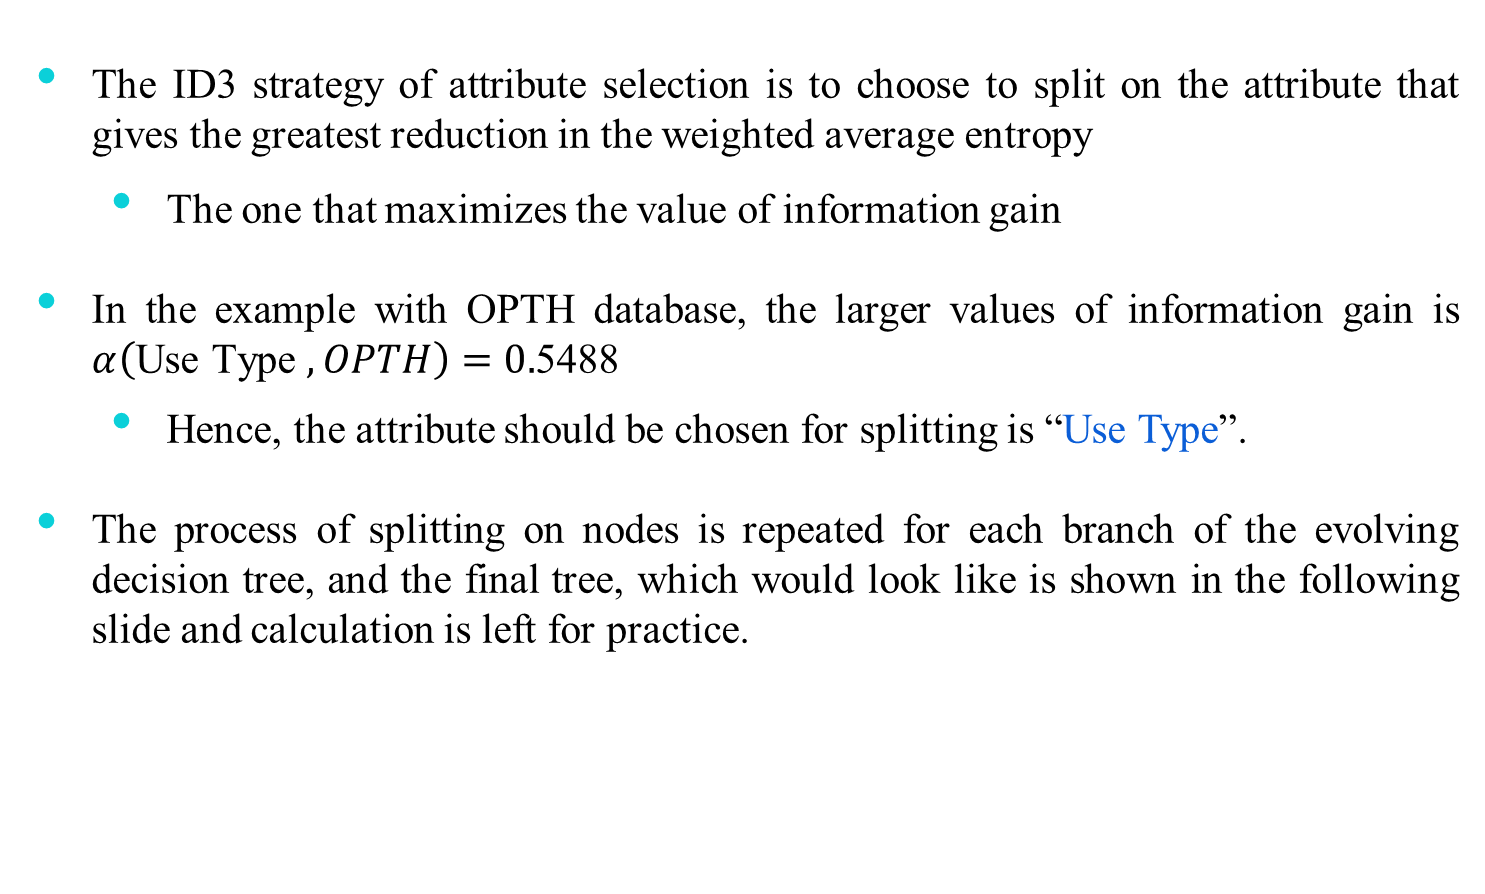 • The ID3 strategy of attribute selection is to choose to split on the attribute that
gives the greatest reduction in the weighted average entropy
• The one that maximizes the value of information gain
• In the example with OPTH database, the larger values of information gain is
𝛼(Use Type , 𝑂𝑃𝑇𝐻) = 0.5488
• Hence, the attribute should be chosen for splitting is “Use Type”.
• The process of splitting on nodes is repeated for each branch of the evolving
decision tree, and the final tree, which would look like is shown in the following
slide and calculation is left for practice.